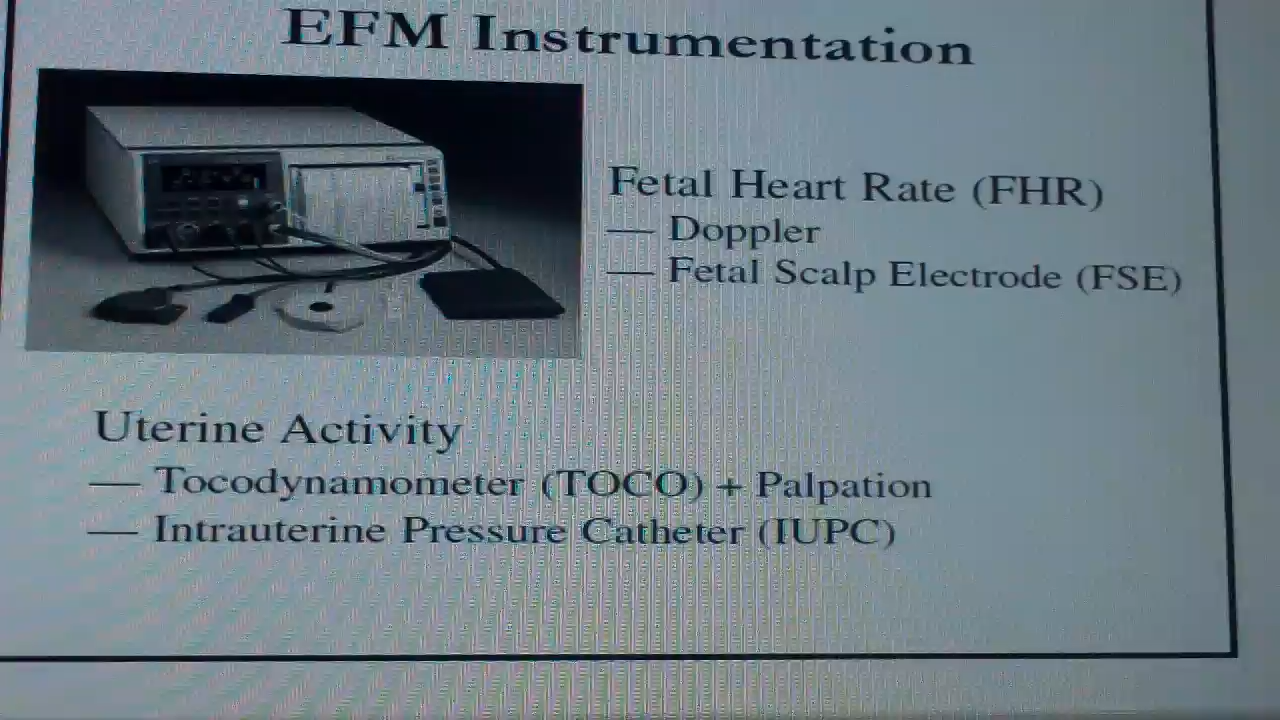 EFM Instrumentation
Fetal Heart Rate (FHR)
— Doppler
— Fetal Scalp Electrode (FSE)
Uterine Activity
— Tocodynamometer (TOCO) + Palpation
— Intrauterine Pressure Catheter (IUPC)